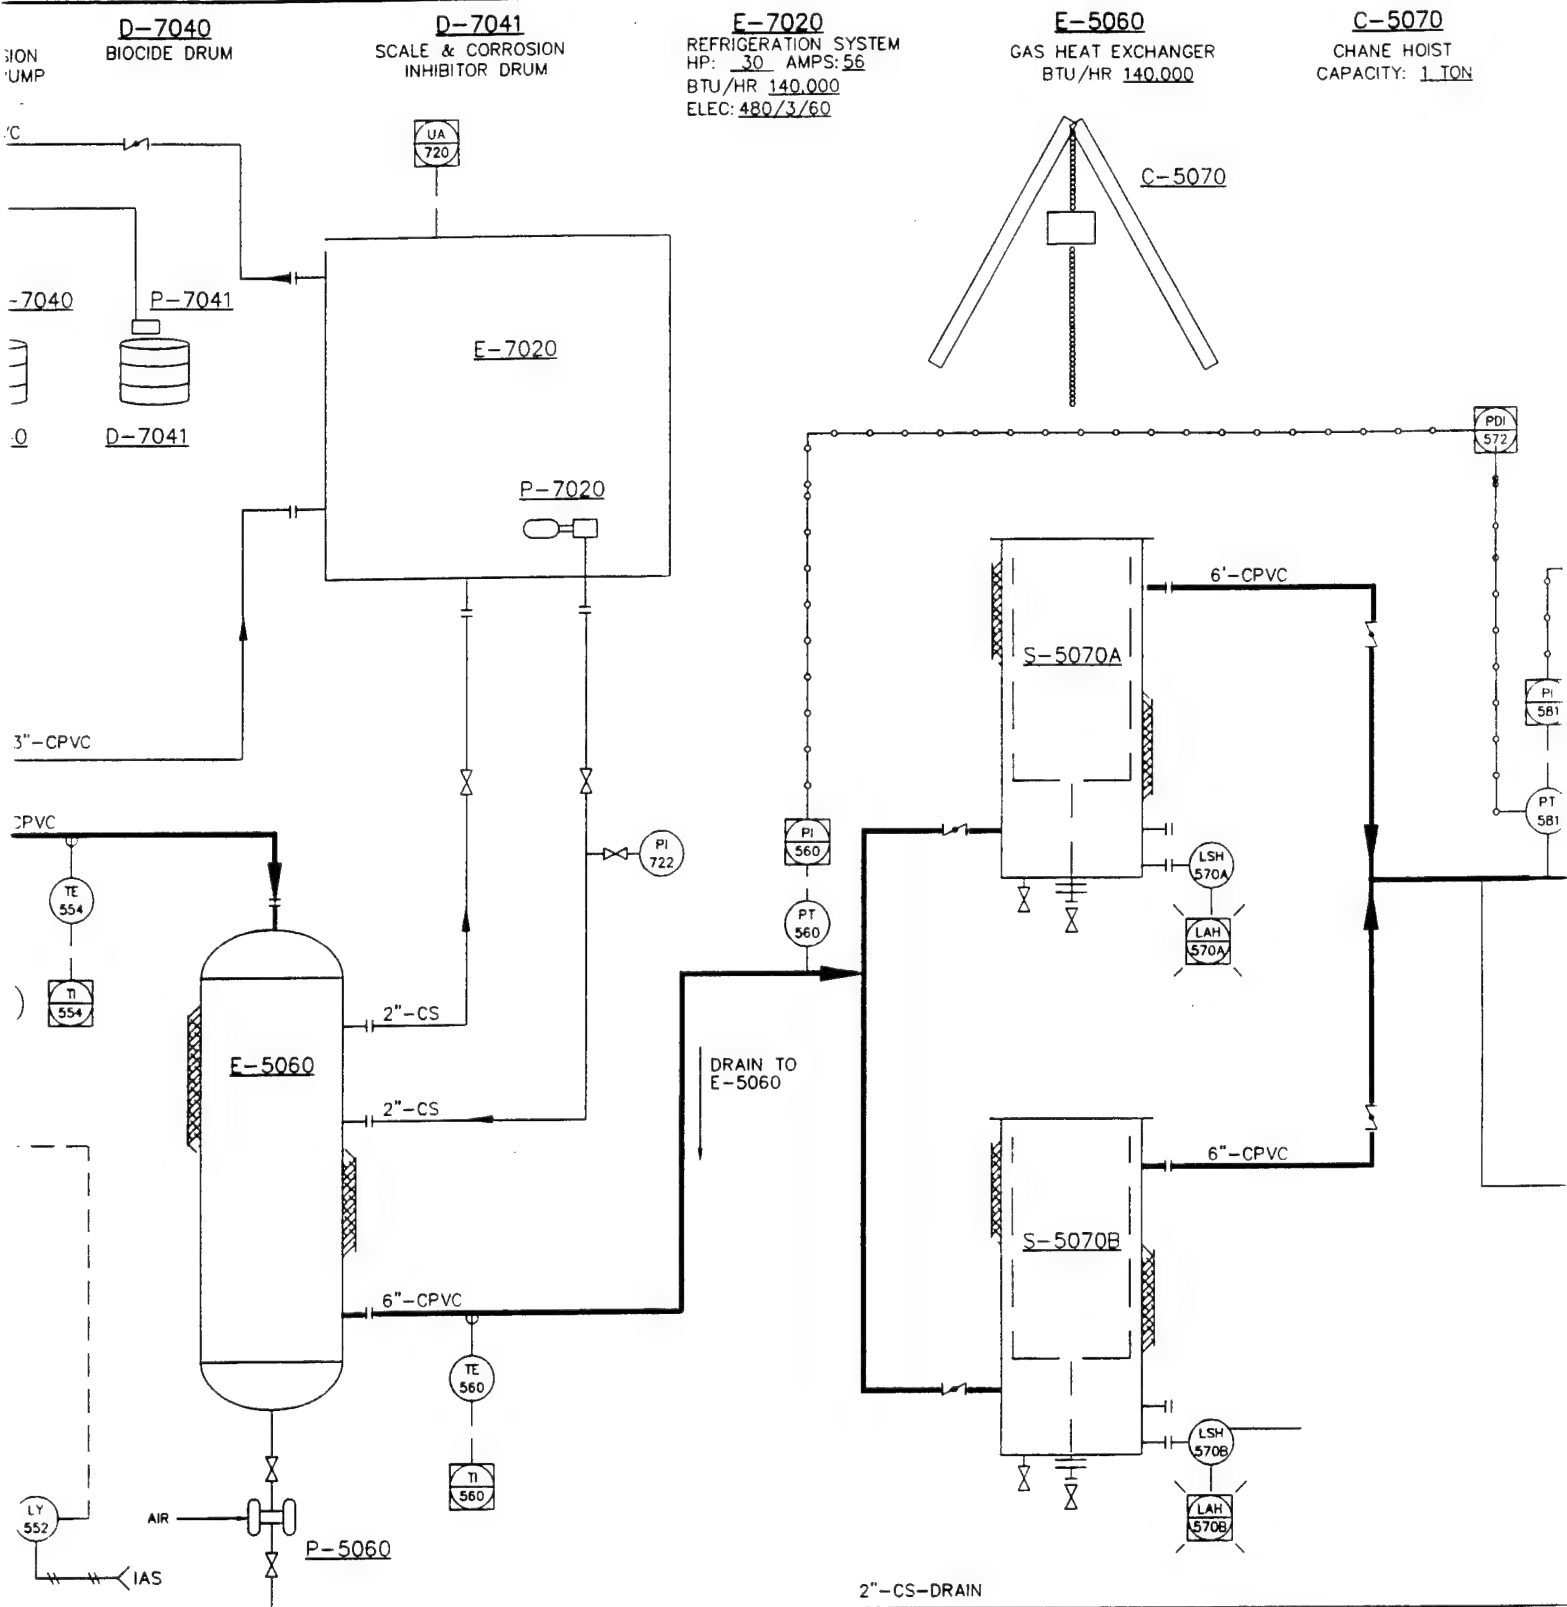 D-7040
BIOCIDE DRUM
D-7041
SCALE & CORROSION
INHIBITOR DRUM
E-7020
REFRIGERATION SYSTEM
HP: 30 AMPS: 56
BTU/HR 140,000
ELEC: 480/3/60
E-5060
GAS HEAT EXCHANGER
BTU/HR 140,000
C-5070
CHANE HOIST
CAPACITY: 1 TON
SION
UMP
UA
720
C-5070
-7040
P-7041
E-7020
D-7041
PDI
572
P-7020
6'-CPVC
S-5070A
PI
581
3"-CPVC
CPVC
PT
581
PI
560
PI
722
LSH
570A
TE
554
PT
560
LAH
570A
TI
554
2"-CS
E-5060
DRAIN TO
E-5060
2"-CS
6"-CPVC
S-5070B
6"-CPVC
TE
560
LSH
570B
TI
560
LY
552
AIR
LAH
570B
P-5060
IAS
2"-CS-DRAIN